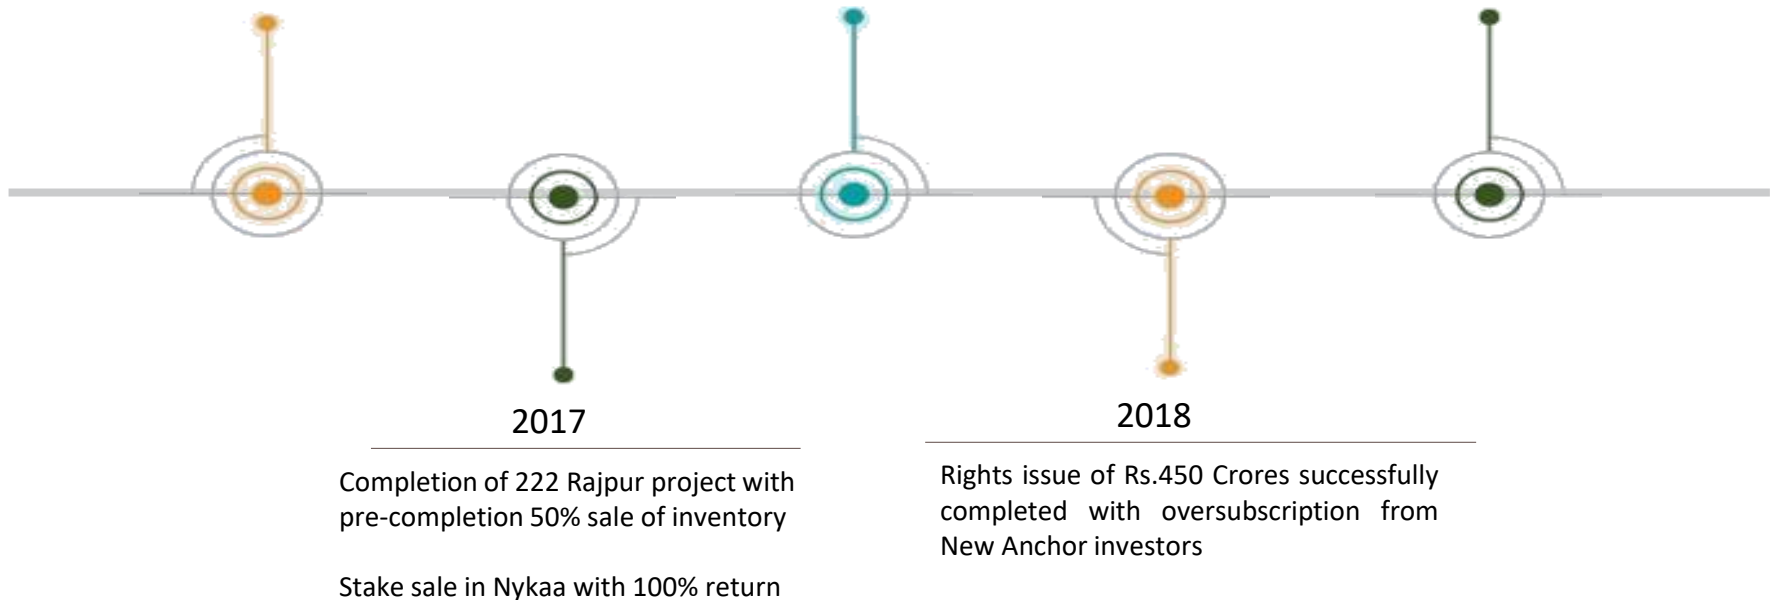 2017
Completion of 222 Rajpur project with
pre-completion 50% sale of inventory
Stake sale in Nykaa with 100% return
2018
Rights issue of Rs.450 Crores successfully
completed with oversubscription from
New Anchor investors